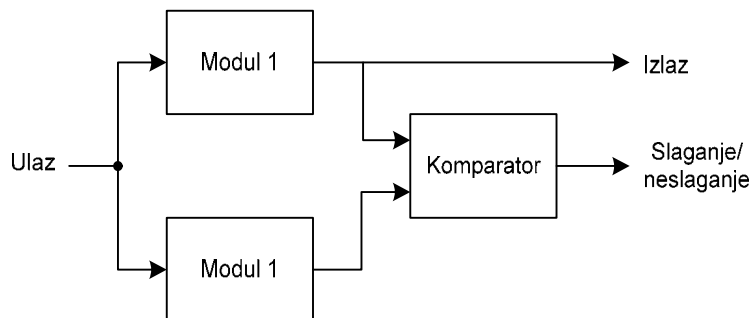 Modul 1
Izlaz
Ulaz
Komparator
Slaganje/
neslaganje
Modul 1